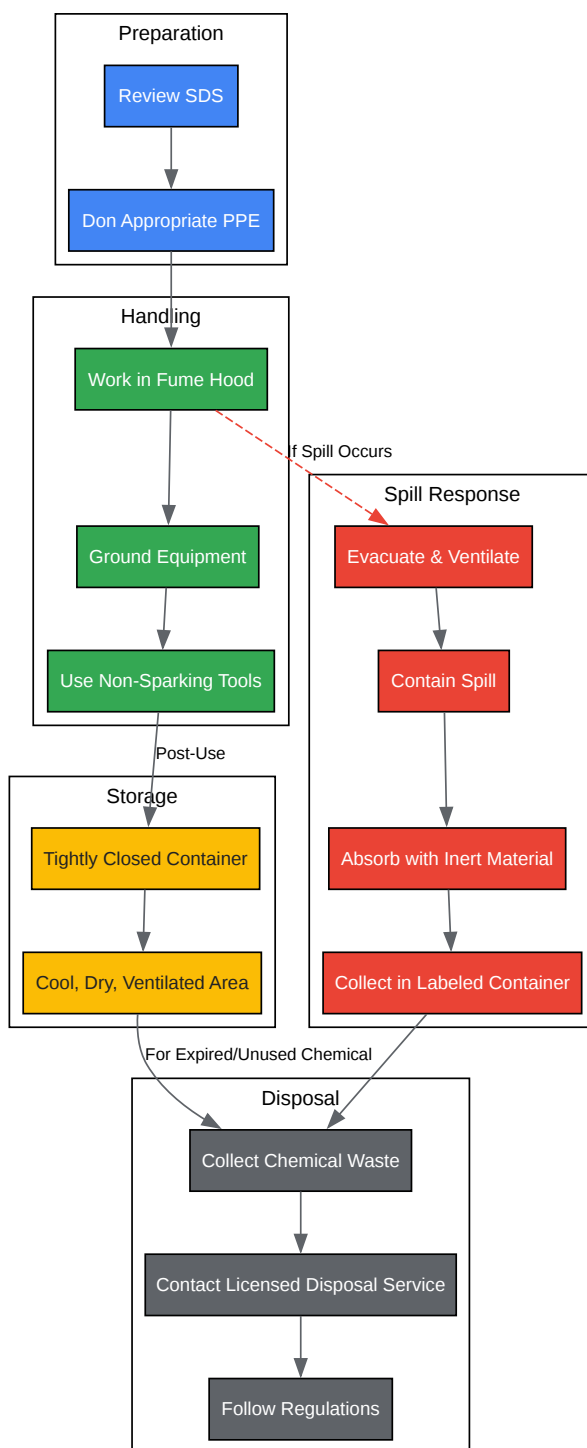 Preparation
Review SDS
Don Appropriate PPE
Handling
Work in Fume Hood
If Spill Occurs
Spill Response
Ground Equipment
Evacuate & Ventilate
Use Non-Sparking Tools
Contain Spill
Post-Use
Storage
Tightly Closed Container
Absorb with Inert Material
Cool, Dry, Ventilated Area
Collect in Labeled Container
For Expired/Unused Chemical
Disposal
Collect Chemical Waste
Contact Licensed Disposal Service
Follow Regulations